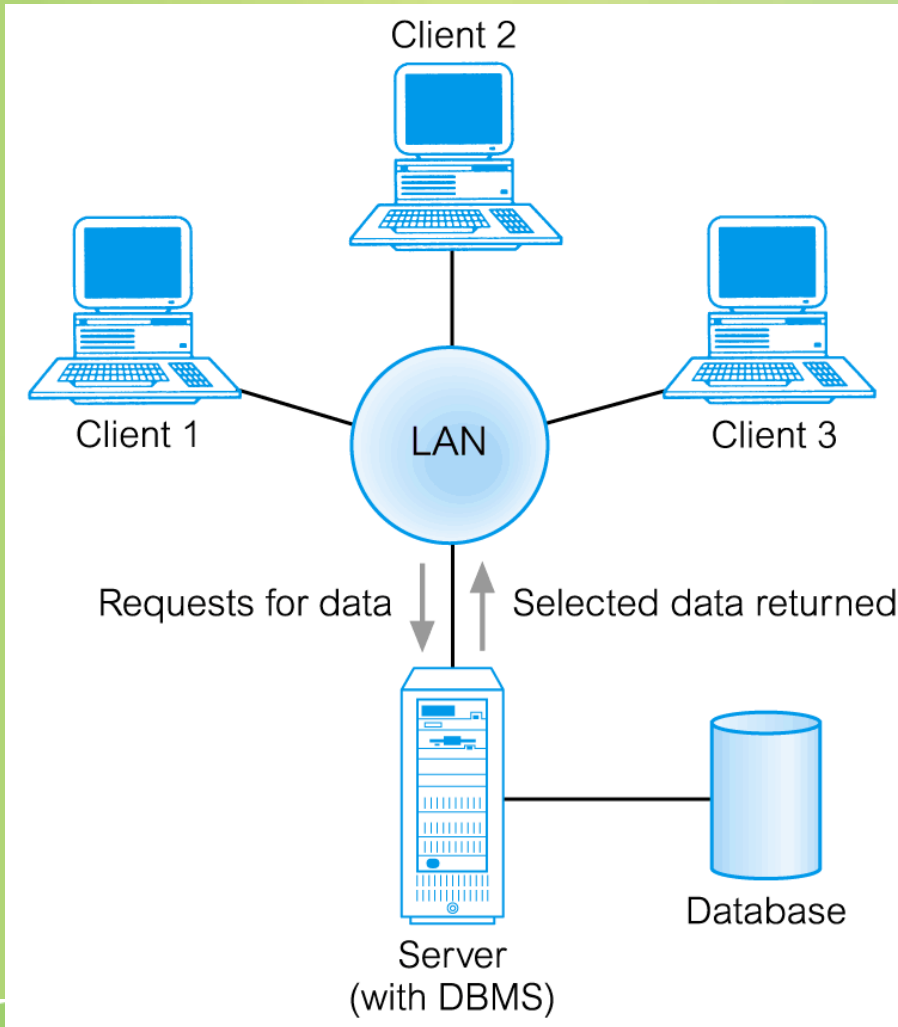 Client 2
Client 1
Client 3
LAN
Requests for data
Selected data returned
Database
Server
(with DBMS)